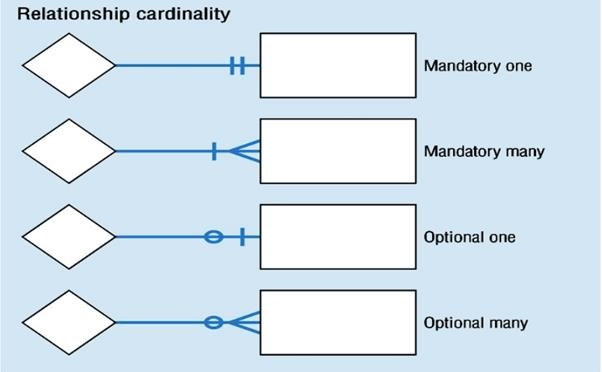 Relationship cardinality
Mandatory one
Mandatory many
Optional one
Optional many